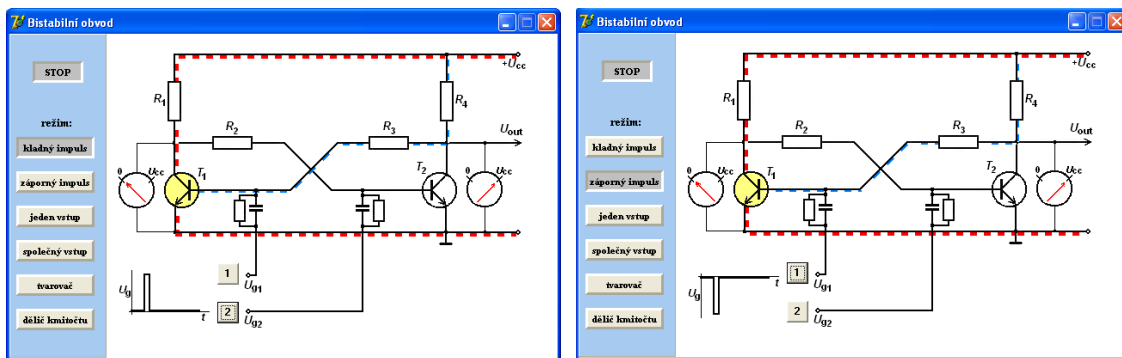 Bistabilní obvod
STOP
režim:
kladný impuls
záporný impuls
jeden vstup
společný vstup
tvarovač
dělič kmitočtu
+Ucc
R1
R4
R2
R3
Uout
0
Ucc
T1
T2
0
Ucc
1
Ug1
Ug
t
2
Ug2
Bistabilní obvod
STOP
režim:
kladný impuls
záporný impuls
jeden vstup
společný vstup
tvarovač
dělič kmitočtu
+Ucc
R1
R4
R2
R3
Uout
0
Ucc
T1
T2
0
Ucc
1
Ug1
t
Ug
2
Ug2